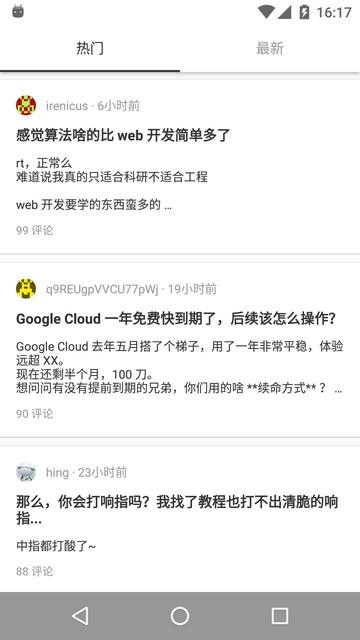 16:17
热门
最新
irenicus · 6小时前
感觉算法啥的比 web 开发简单多了
rt，正常么
难道说我真的只适合科研不适合工程
web 开发要学的东西蛮多的 ...
99 评论
q9REUgpVVCU77pWj · 19小时前
Google Cloud 一年免费快到期了，后续该怎么操作？
Google Cloud 去年五月搭了个梯子，用了一年非常平稳，体验
远超 XX。
现在还剩半个月，100 刀。
想问问有没有提前到期的兄弟，你们用的啥 **续命方式** ？ ...
90 评论
hing · 23小时前
那么，你会打响指吗？我找了教程也打不出清脆的响
指...
中指都打酸了~
88 评论